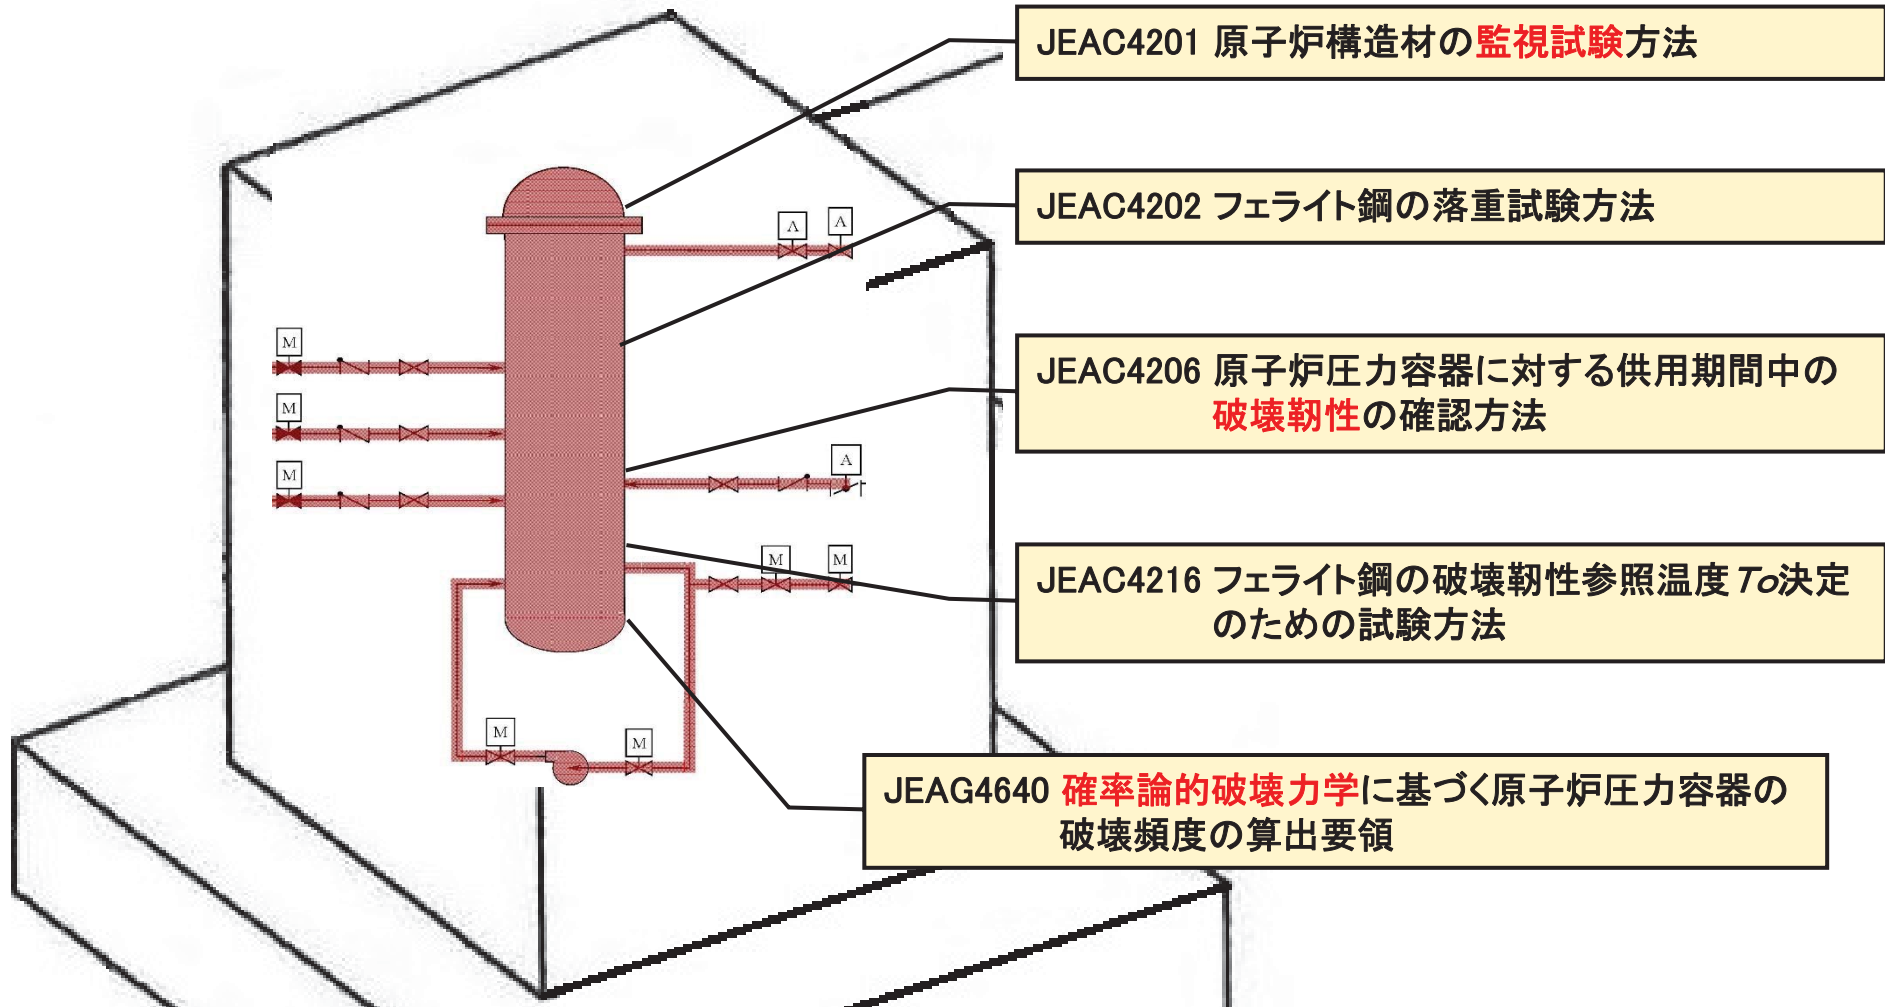 JEAC4201 原子炉構造材の監視試験方法
JEAC4202 フェライト鋼の落重試験方法
A A
M
JEAC4206 原子炉圧力容器に対する供用期間中の
破壊靭性の確認方法
M
A
M
JEAC4216 フェライト鋼の破壊靭性参照温度To決定
のための試験方法
M M
M
M
JEAG4640 確率論的破壊力学に基づく原子炉圧力容器の
破壊頻度の算出要領